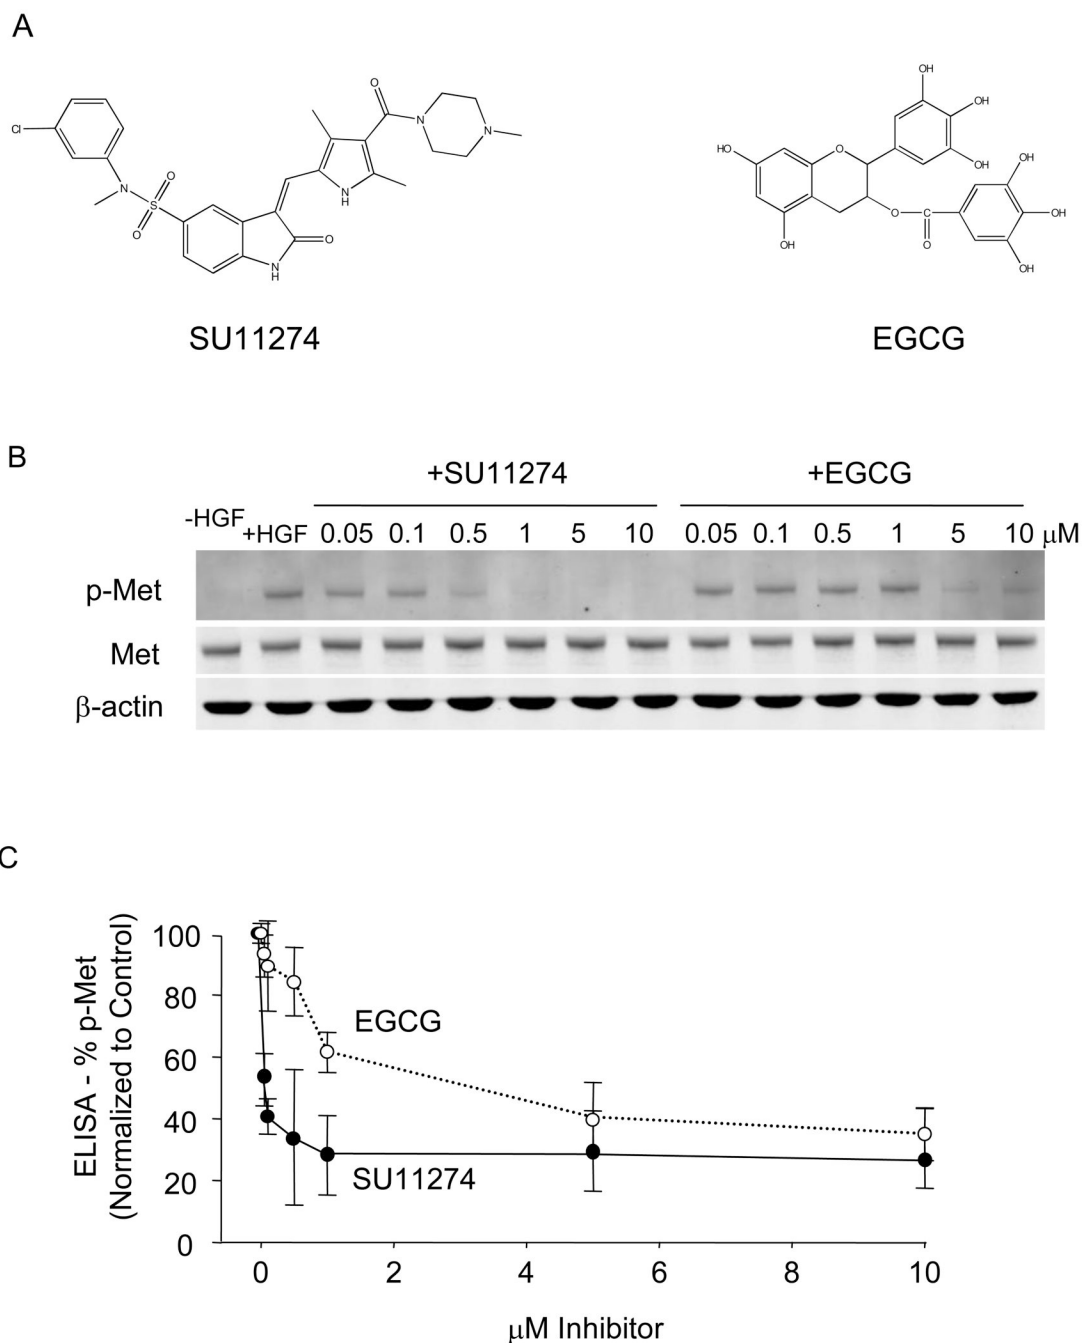 A
Cl
N
S
O
O
O
N
N
NH
O
NH
SU11274
HO
O
OH
OH
OH
OH
O
C
O
OH
OH
OH
EGCG
B
+SU11274 +EGCG
-HGF +HGF 0.05 0.1 0.5 1 5 10 0.05 0.1 0.5 1 5 10 μM
p-Met
Met
β-actin
C
ELISA - % p-Met
(Normalized to Control)
100
80
60
40
20
0
EGCG
SU11274
0 2 4 6 8 10
μM Inhibitor